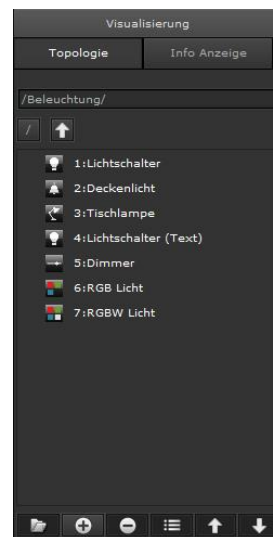 Visualisierung
Topologie Info Anzeige
/Beleuchtung/
/
1:Lichtschalter
2:Deckenlicht
3:Tischlampe
4:Lichtschalter (Text)
5:Dimmer
6:RGB Licht
7:RGBW Licht